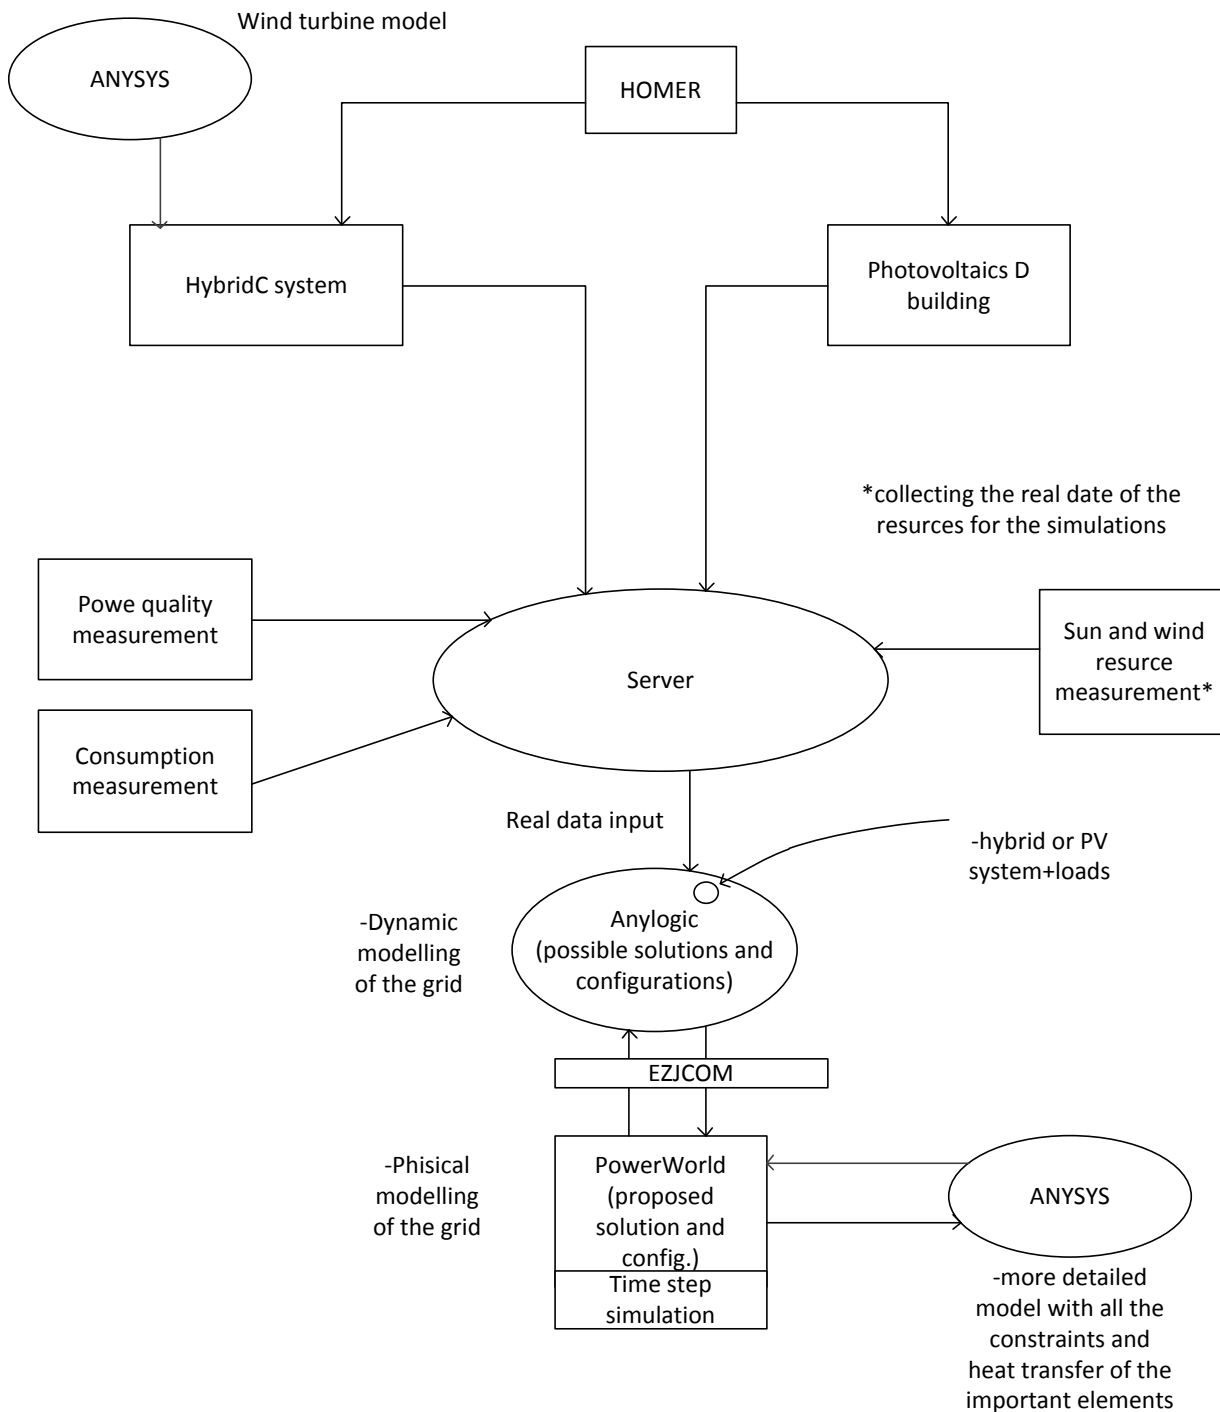 Wind turbine model
ANYSYS
HOMER
HybridC system
Photovoltaics D
building
*collecting the real date of the
resurces for the simulations
Powe quality
measurement
Sun and wind
resurce
measurement*
Server
Consumption
measurement
Real data input
-hybrid or PV
system+loads
-Dynamic
modelling
of the grid
Anylogic
(possible solutions and
configurations)
EZJCOM
-Phisical
modelling
of the grid
PowerWorld
(proposed
solution and
config.)
Time step
simulation
ANYSYS
-more detailed
model with all the
constraints and
heat transfer of the
important elements